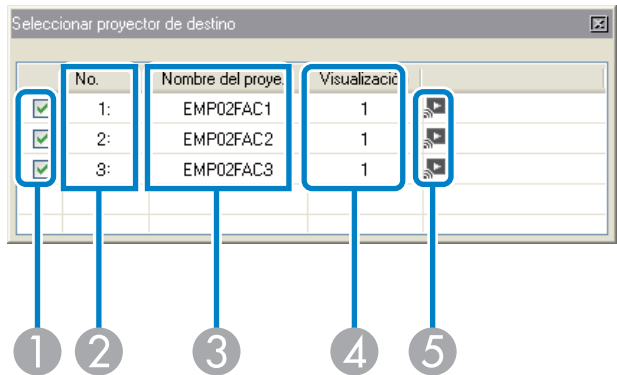 Seleccionar proyector de destino
No. Nombre del proye. Visualizació
1: EMP02FAC1 1
2: EMP02FAC2 1
3: EMP02FAC3 1
1 2 3 4 5